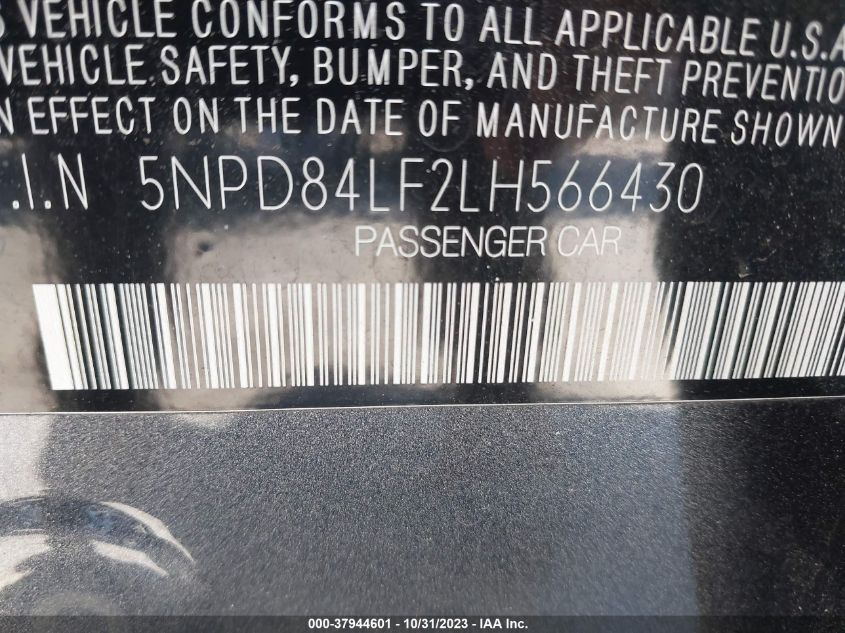 S VEHICLE CONFORMS TO ALL APPLICABLE U.S.A
VEHICLE SAFETY, BUMPER, AND THEFT PREVENTIO
N EFFECT ON THE DATE OF MANUFACTURE SHOWN
.I.N 5NPD84LF2LH566430
PASSENGER CAR
000-37944601 - 10/31/2023 - IAA Inc.